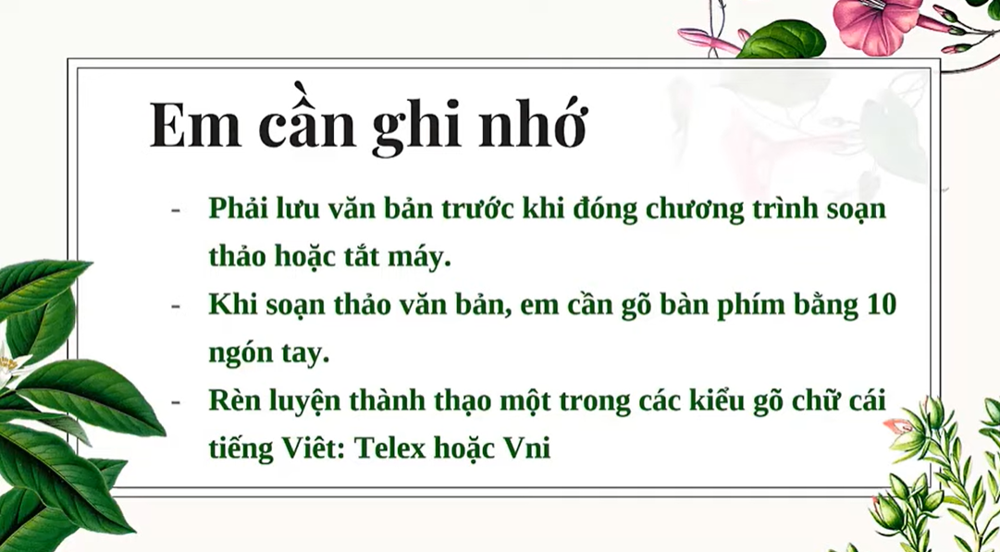 Em cần ghi nhớ
- Phải lưu văn bản trước khi đóng chương trình soạn
thảo hoặc tắt máy.
- Khi soạn thảo văn bản, em cần gõ bàn phím bằng 10
ngón tay.
- Rèn luyện thành thạo một trong các kiểu gõ chữ cái
tiếng Viêt: Telex hoặc Vni